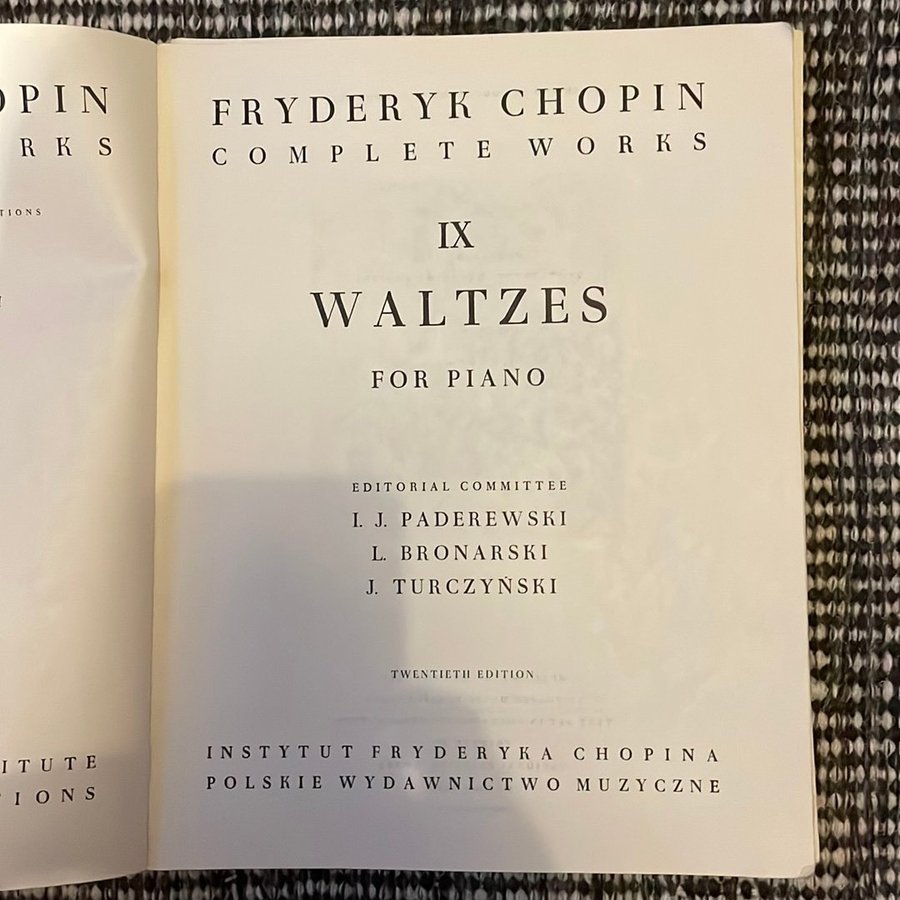 OPIN
RKS
TIONS
ITUTE
IONS
FRYDERYK CHOPIN
COMPLETE WORKS
IX
WALTZES
FOR PIANO
EDITORIAL COMMITTEE
I. J. PADEREWSKI
L. BRONARSKI
J. TURCZYŃSKI
TWENTIETH EDITION
INSTYTUT FRYDERYKA CHOPINA
POLSKIE WYDAWNICTWO MUZYCZNE